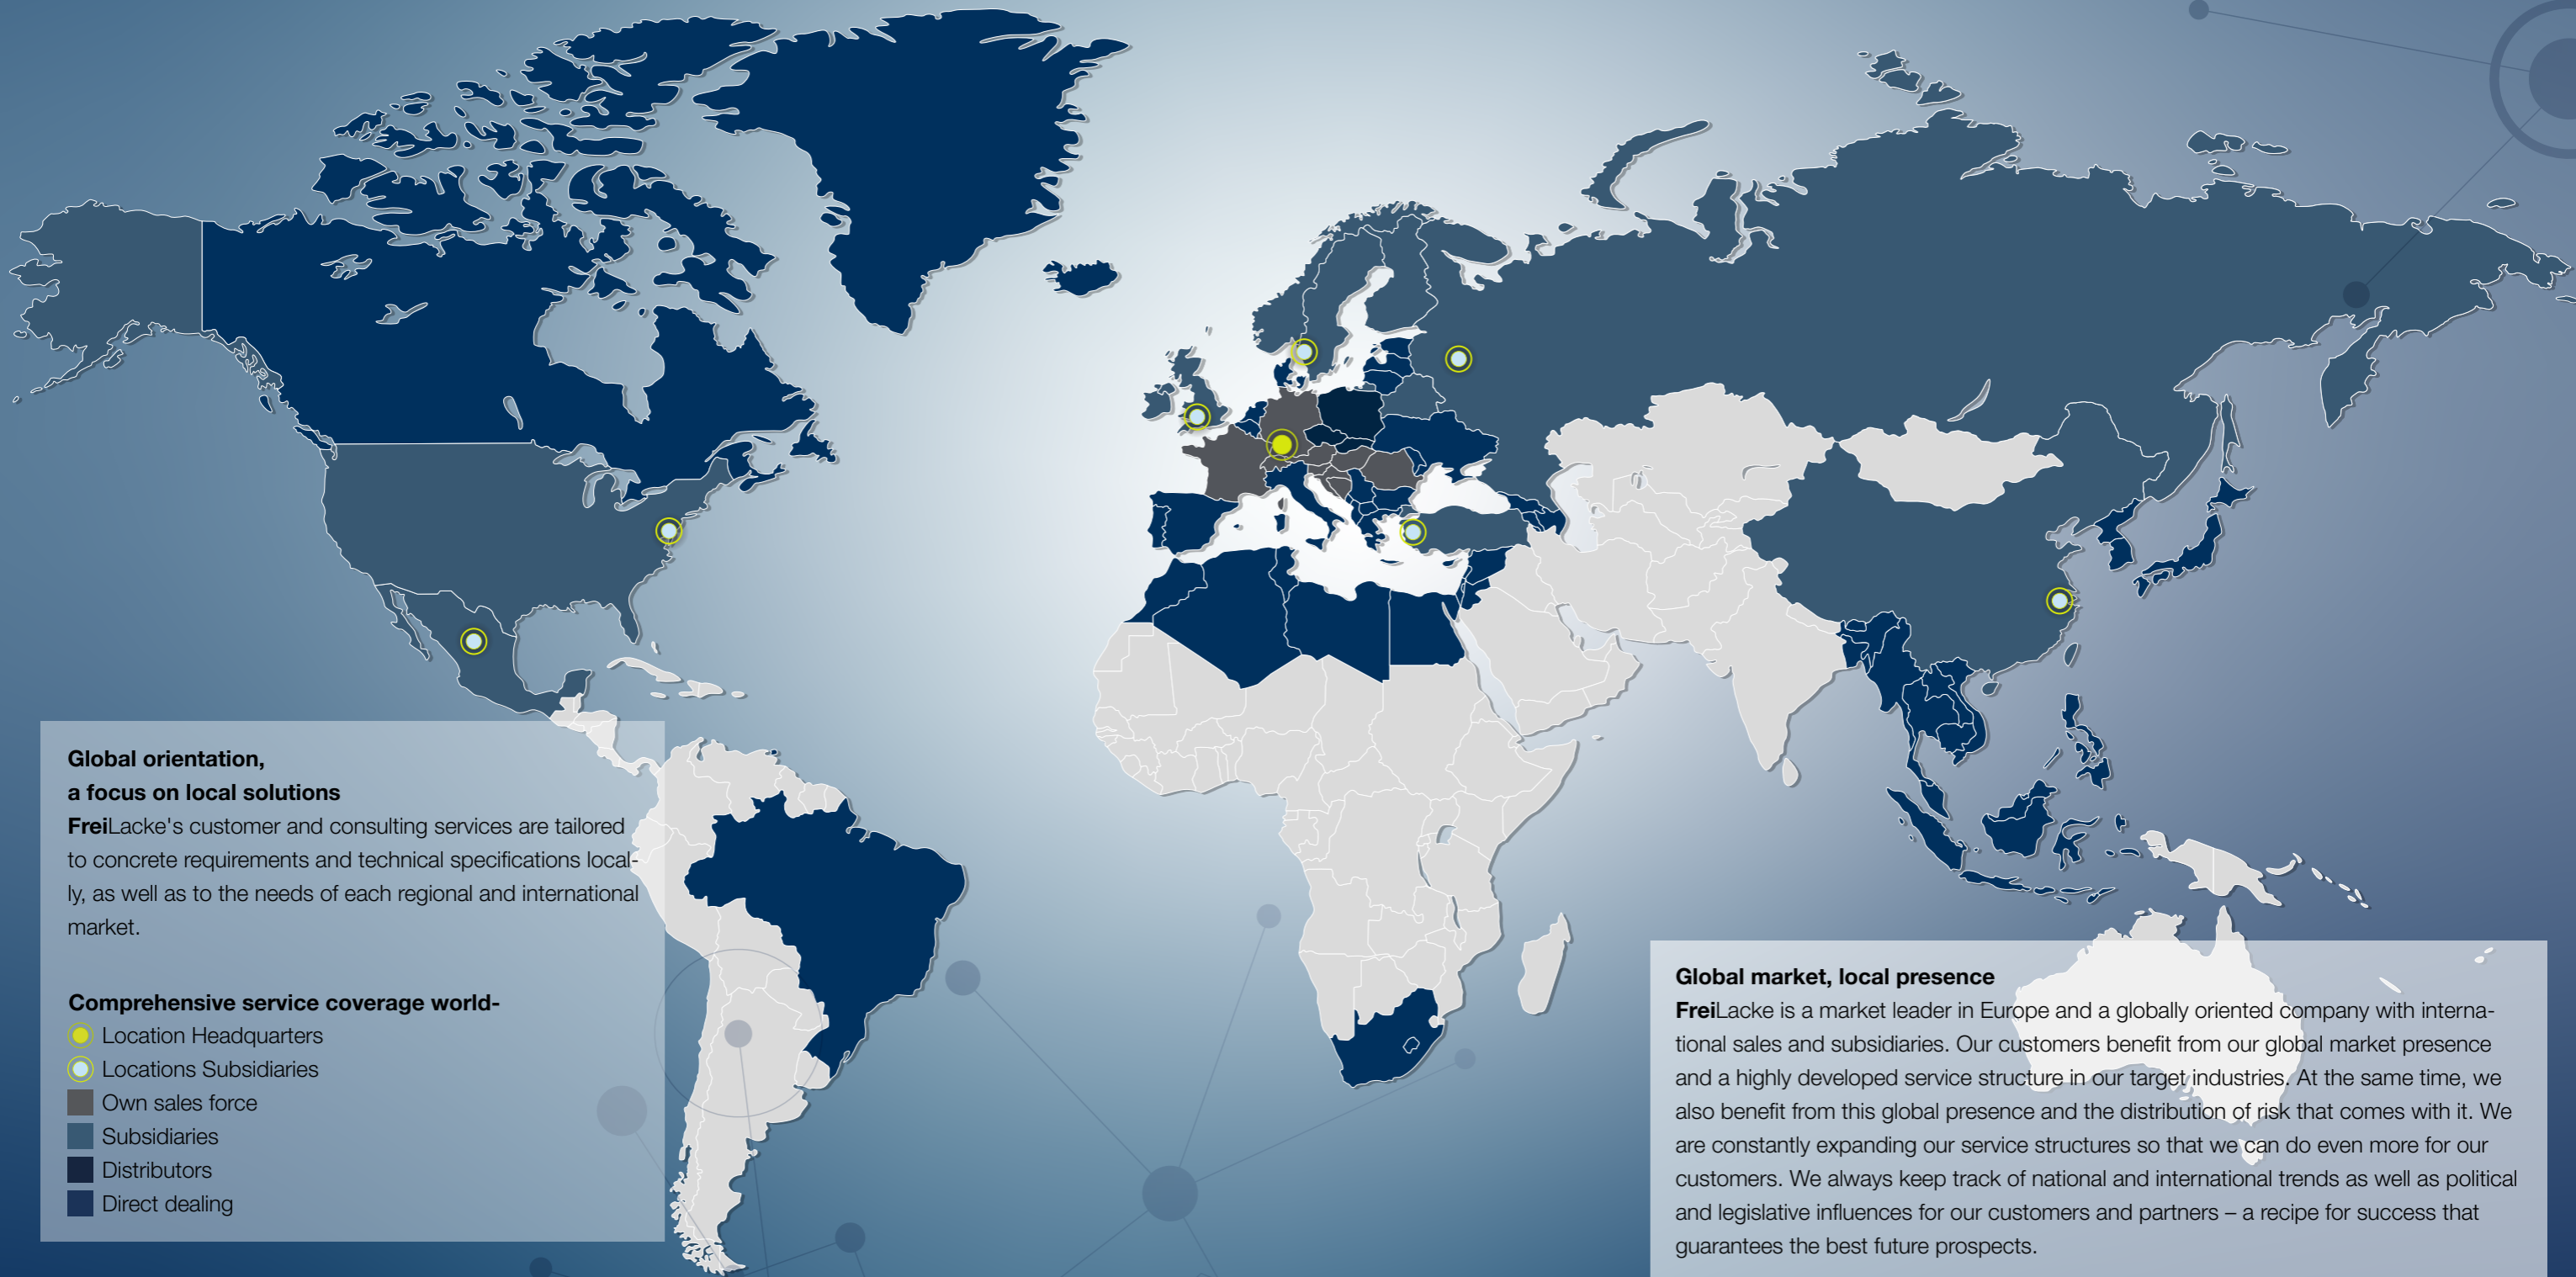 Global orientation,
a focus on local solutions
FreiLacke's customer and consulting services are tailored
to concrete requirements and technical specifications local-
ly, as well as to the needs of each regional and international
market.
Comprehensive service coverage world-
Location Headquarters
Locations Subsidiaries
Own sales force
Subsidiaries
Distributors
Direct dealing
Global market, local presence
FreiLacke is a market leader in Europe and a globally oriented company with interna-
tional sales and subsidiaries. Our customers benefit from our global market presence
and a highly developed service structure in our target industries. At the same time, we
also benefit from this global presence and the distribution of risk that comes with it. We
are constantly expanding our service structures so that we can do even more for our
customers. We always keep track of national and international trends as well as political
and legislative influences for our customers and partners – a recipe for success that
guarantees the best future prospects.